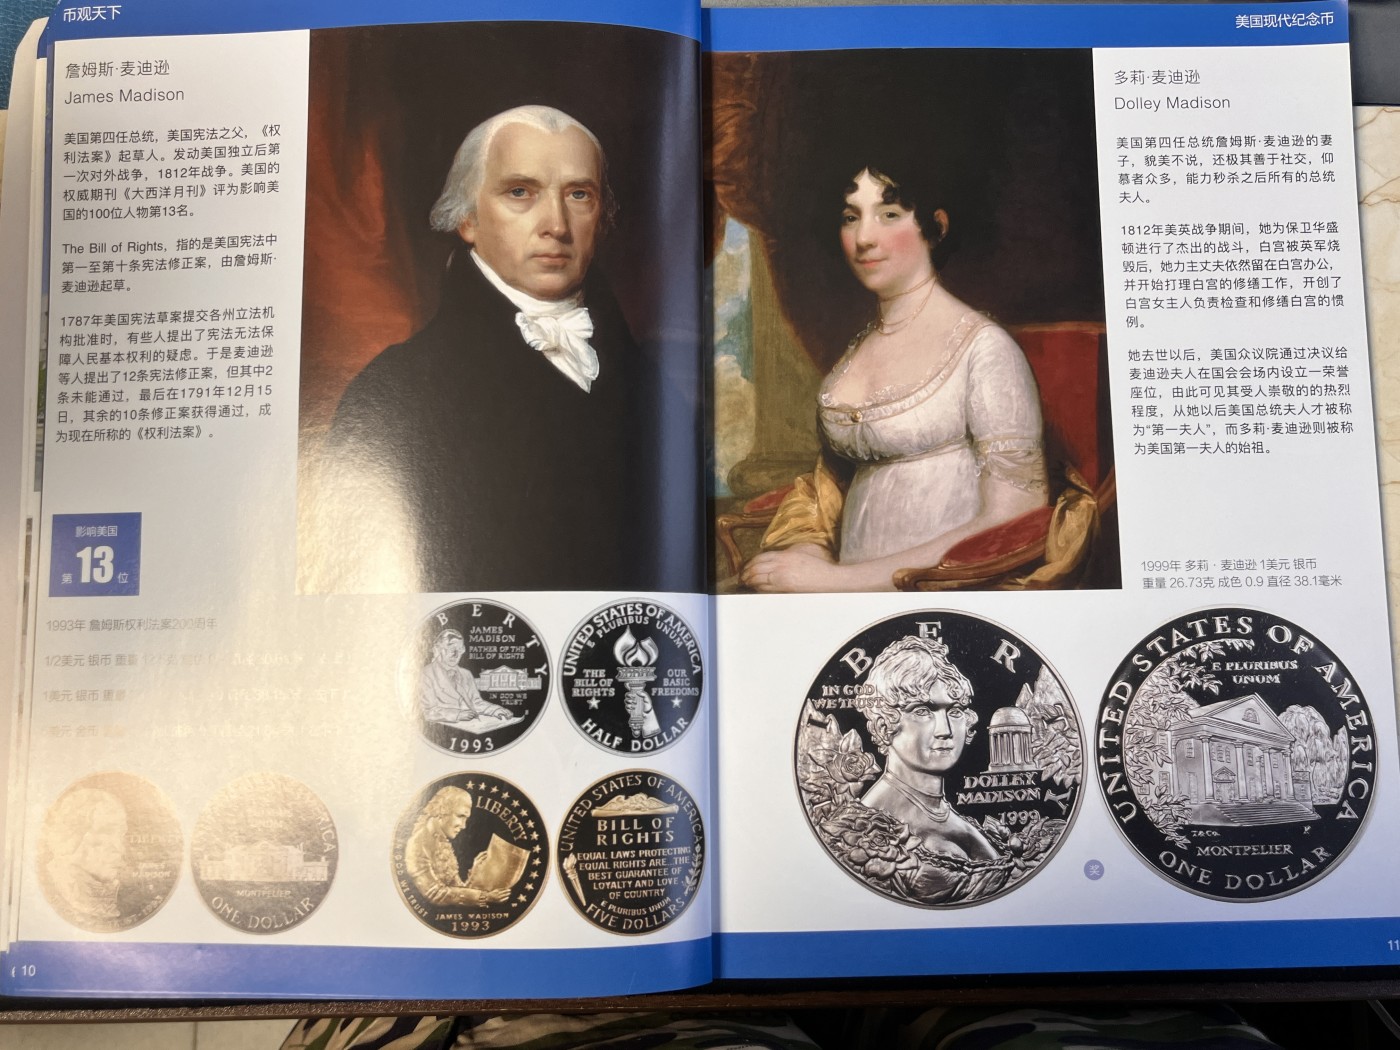 币观天下
詹姆斯·麦迪逊
James Madison
美国第四任总统，美国宪法之父，《权
利法案》起草人。发动美国独立后第
一次对外战争，1812年战争。美国的
权威期刊《大西洋月刊》评为影响美
国的100位人物第13名。
The Bill of Rights，指的是美国宪法中
第一至第十条宪法修正案，由詹姆斯·
麦迪逊起草。
1787年美国宪法草案提交各州立法机
构批准时，有些人提出了宪法无法保
障人民基本权利的疑虑。于是麦迪逊
等人提出了12条宪法修正案，但其中2
条未能通过，最后在1791年12月15
日，其余的10条修正案获得通过，成
为现在所称的《权利法案》。
影响美国
第13位
1993年 詹姆斯权利法案200周年
1/2美元 银币 重量
1美元 银币 重量
美元 金币
BERTY
JAMES
MADISON
FATHER OF THE
BILL OF RIGHTS
IN GOD WE
TRUST
1993
UNITED STATES OF AMERICA
E PLURIBUS UNUM
THE
BILL OF
RIGHTS
OUR
BASIC
FREEDOMS
HALF DOLLAR
MONTPELIER
ONE DOLLAR
LIBERTY
IN GOD WE TRUST
JAMES MADISON
1993
UNITED STATES OF AMERICA
BILL OF
RIGHTS
EQUAL LAWS PROTECTING
EQUAL RIGHTS ARE...THE
BEST GUARANTEE OF
LOYALTY AND LOVE
OF COUNTRY
E PLURIBUS UNUM
FIVE DOLLARS
10
美国现代纪念币
多莉·麦迪逊
Dolley Madison
美国第四任总统詹姆斯·麦迪逊的妻
子，貌美不说，还极其善于社交，仰
慕者众多，能力秒杀之后所有的总统
夫人。
1812年美英战争期间，她为保卫华盛
顿进行了杰出的战斗，白宫被英军烧
毁后，她力主丈夫依然留在白宫办公，
并开始打理白宫的修缮工作，开创了
白宫女主人负责检查和修缮白宫的惯
例。
她去世以后，美国众议院通过决议给
麦迪逊夫人在国会会场内设立一荣誉
座位，由此可见其受人崇敬的的热烈
程度，从她以后美国总统夫人才被称
为“第一夫人”，而多莉·麦迪逊则被称
为美国第一夫人的始祖。
1999年 多莉·麦迪逊 1美元 银币
重量 26.73克 成色 0.9 直径 38.1毫米
LIBERTY
IN GOD
WE TRUST
DOLLEY
MADISON
1999
奖
UNITED STATES OF AMERICA
E PLURIBUS
UNUM
T&Co.
P
MONTPELIER
ONE DOLLAR
11